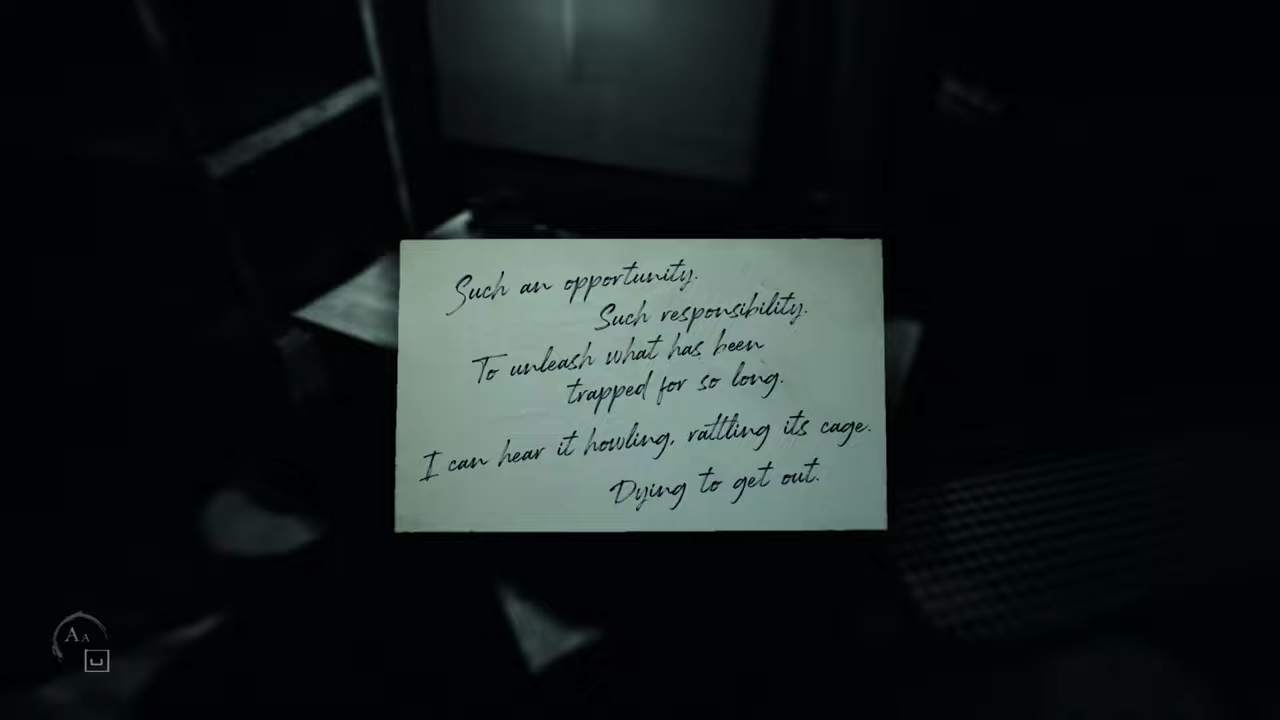 Such an opportunity.
Such responsibility.
To unleash what has been
trapped for so long.
I can hear it howling, rattling its cage.
Dying to get out.
AA